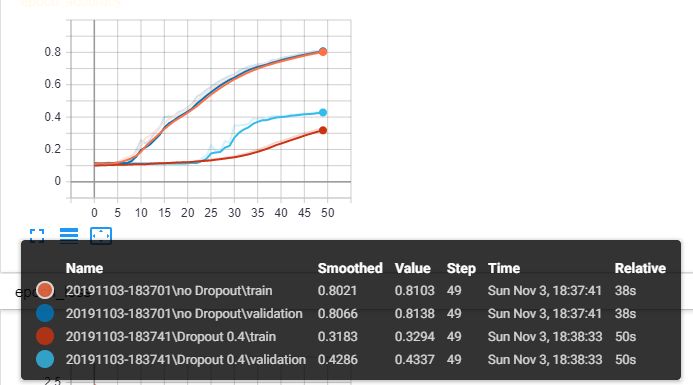 epoch_accuracy
0.8
0.6
0.4
0.2
0
0 5 10 15 20 25 30 35 40 45 50
Name Smoothed Value Step Time Relative
20191103-183701\no Dropout\train 0.8021 0.8103 49 Sun Nov 3, 18:37:41 38s
20191103-183701\no Dropout\validation 0.8066 0.8138 49 Sun Nov 3, 18:37:41 38s
20191103-183741\Dropout 0.4\train 0.3183 0.3294 49 Sun Nov 3, 18:38:33 50s
20191103-183741\Dropout 0.4\validation 0.4286 0.4337 49 Sun Nov 3, 18:38:33 50s
epoch_loss
2.5